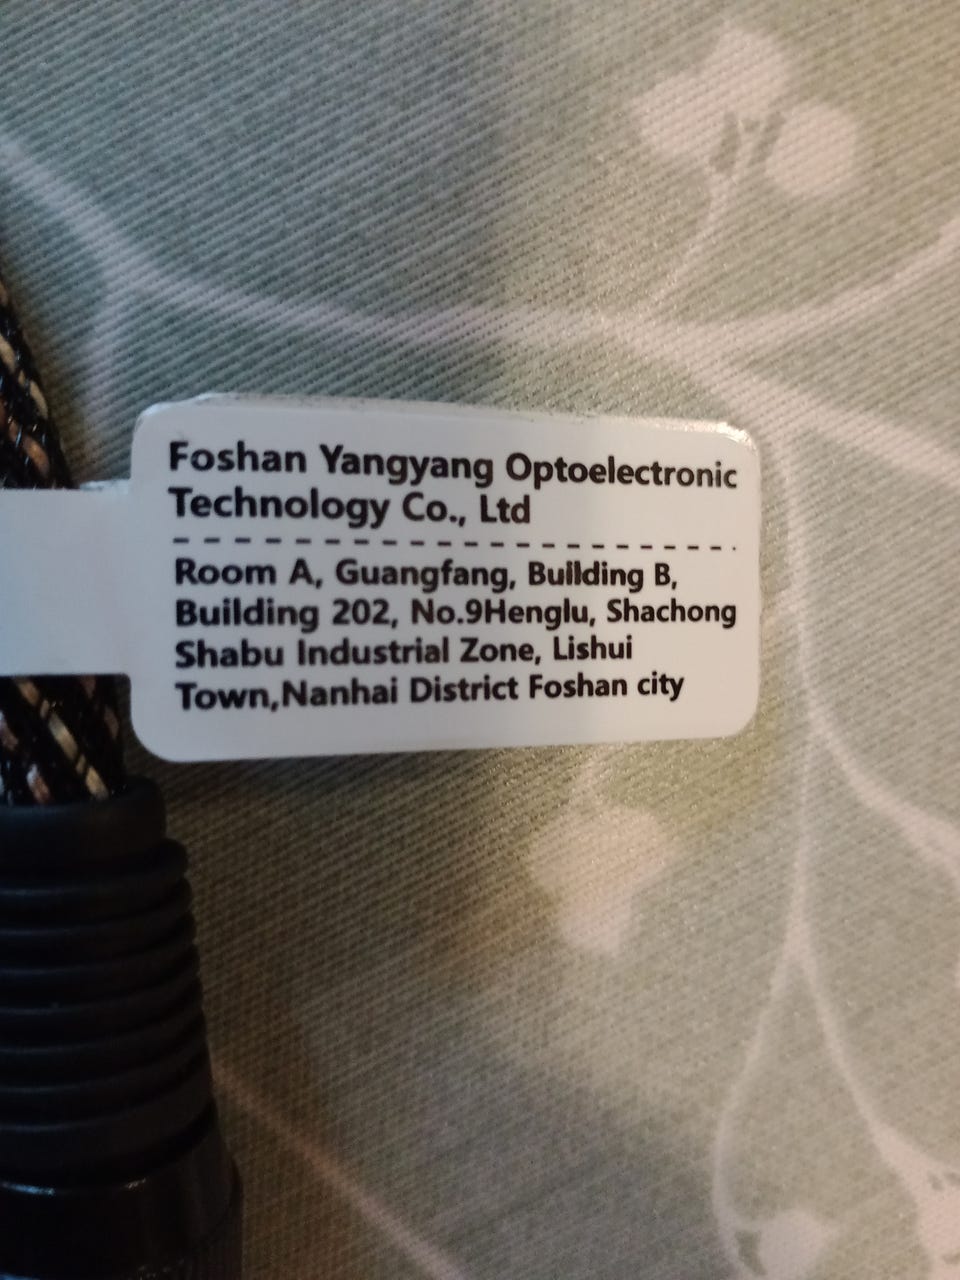 Foshan Yangyang Optoelectronic
Technology Co., Ltd
Room A, Guangfang, Building B,
Building 202, No.9Henglu, Shachong
Shabu Industrial Zone, Lishui
Town,Nanhai District Foshan city